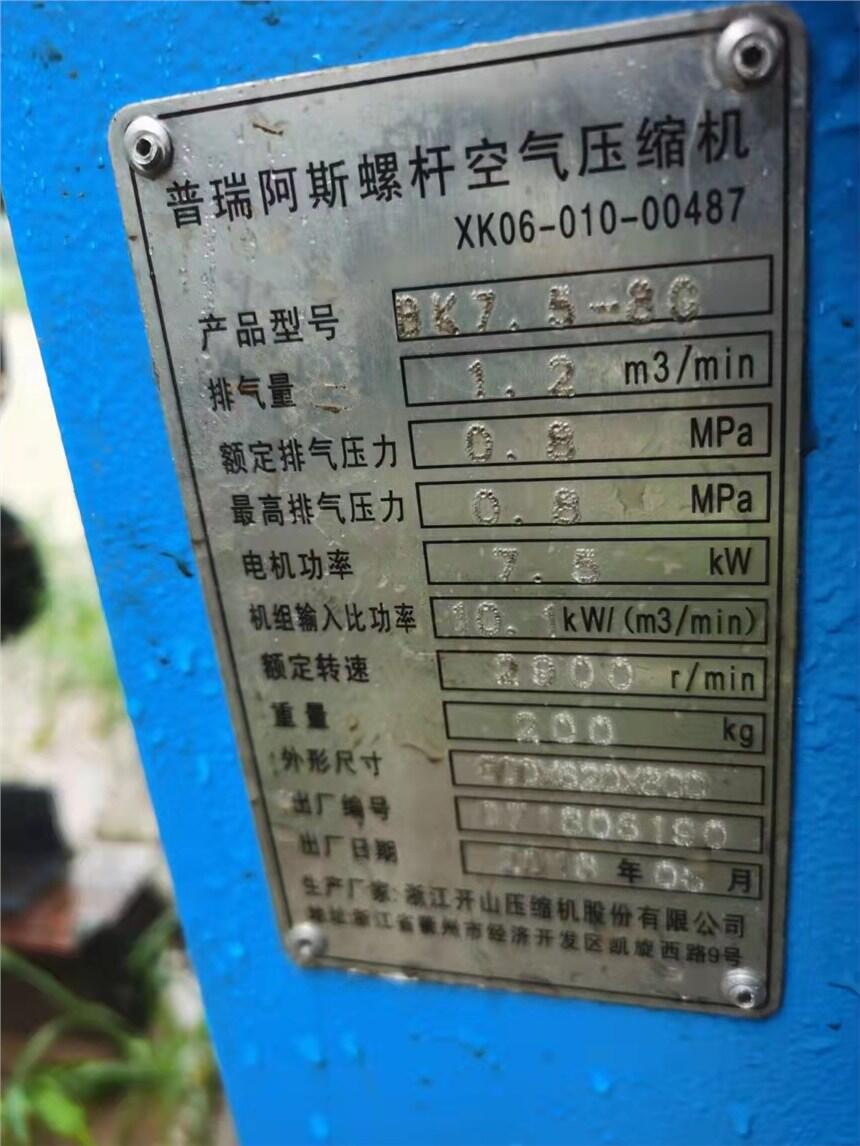 普瑞阿斯螺杆空气压缩机
XK06-010-00487
产品型号 BK7.5-8G
排气量 1.2 m3/min
额定排气压力 0.8 MPa
最高排气压力 0.8 MPa
电机功率 7.5 kW
机组输入比功率 10.1 kW/(m3/min)
额定转速 2900 r/min
重量 200 kg
外形尺寸
出厂编号
出厂日期 2018 年 05 月
生产厂家:浙江开山压缩机股份有限公司
地址浙江省衢州市经济开发区凯旋西路9号